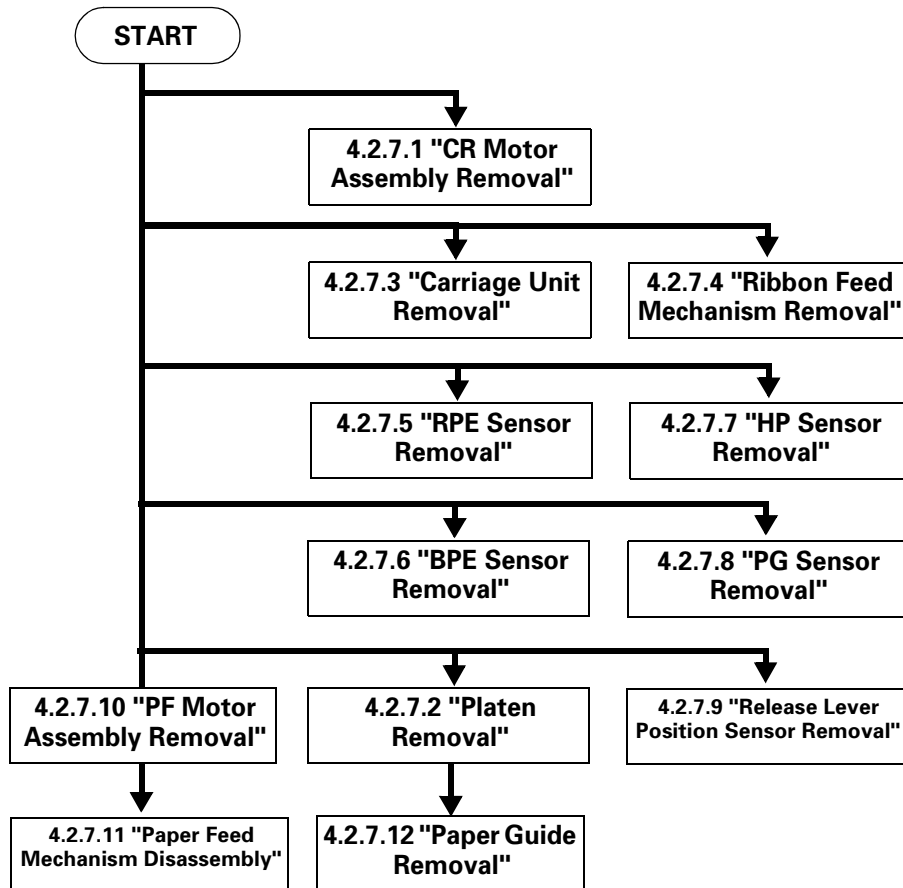 START
4.2.7.1 "CR Motor
Assembly Removal"
4.2.7.3 "Carriage Unit
Removal"
4.2.7.4 "Ribbon Feed
Mechanism Removal"
4.2.7.5 "RPE Sensor
Removal"
4.2.7.7 "HP Sensor
Removal"
4.2.7.6 "BPE Sensor
Removal"
4.2.7.8 "PG Sensor
Removal"
4.2.7.10 "PF Motor
Assembly Removal"
4.2.7.2 "Platen
Removal"
4.2.7.9 "Release Lever
Position Sensor Removal"
4.2.7.11 "Paper Feed
Mechanism Disassembly"
4.2.7.12 "Paper Guide
Removal"